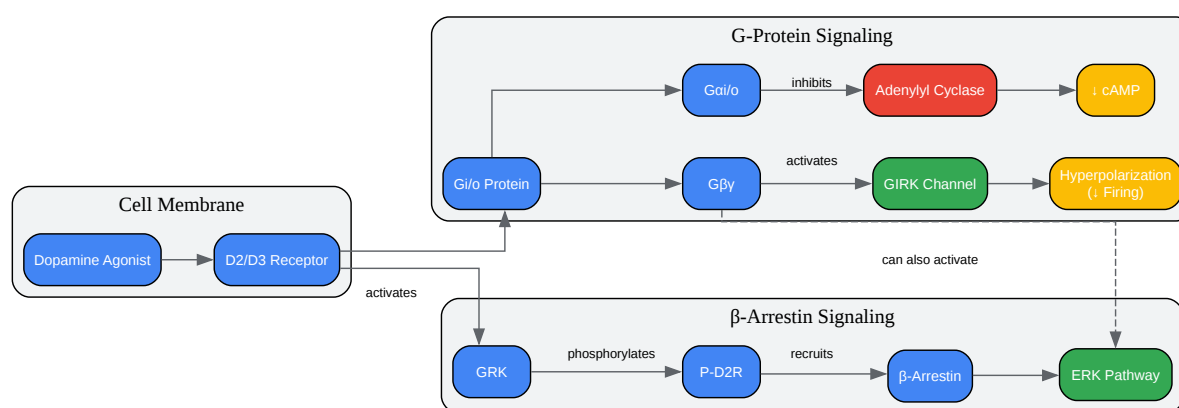 G-Protein Signaling
Gαi/o
inhibits
Adenylyl Cyclase
↓ cAMP
Gi/o Protein
Gβγ
activates
GIRK Channel
Hyperpolarization
(↓ Firing)
Cell Membrane
Dopamine Agonist
D2/D3 Receptor
activates
can also activate
β-Arrestin Signaling
GRK
phosphorylates
P-D2R
recruits
β-Arrestin
ERK Pathway